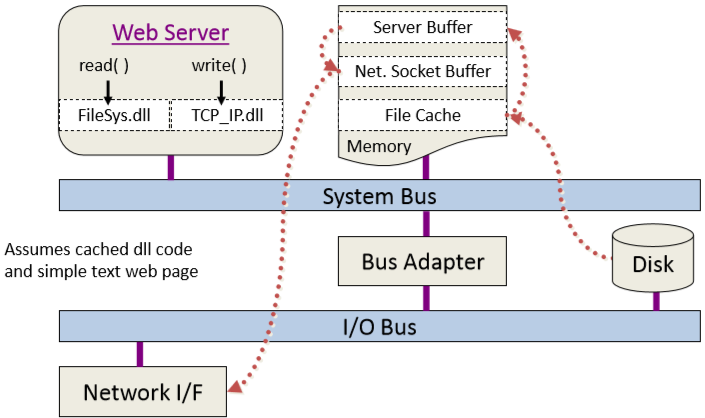 Web Server
read( )
write( )
FileSys.dll
TCP_IP.dll
Server Buffer
Net. Socket Buffer
File Cache
Memory
System Bus
Assumes cached dll code
and simple text web page
Bus Adapter
Disk
I/O Bus
Network I/F